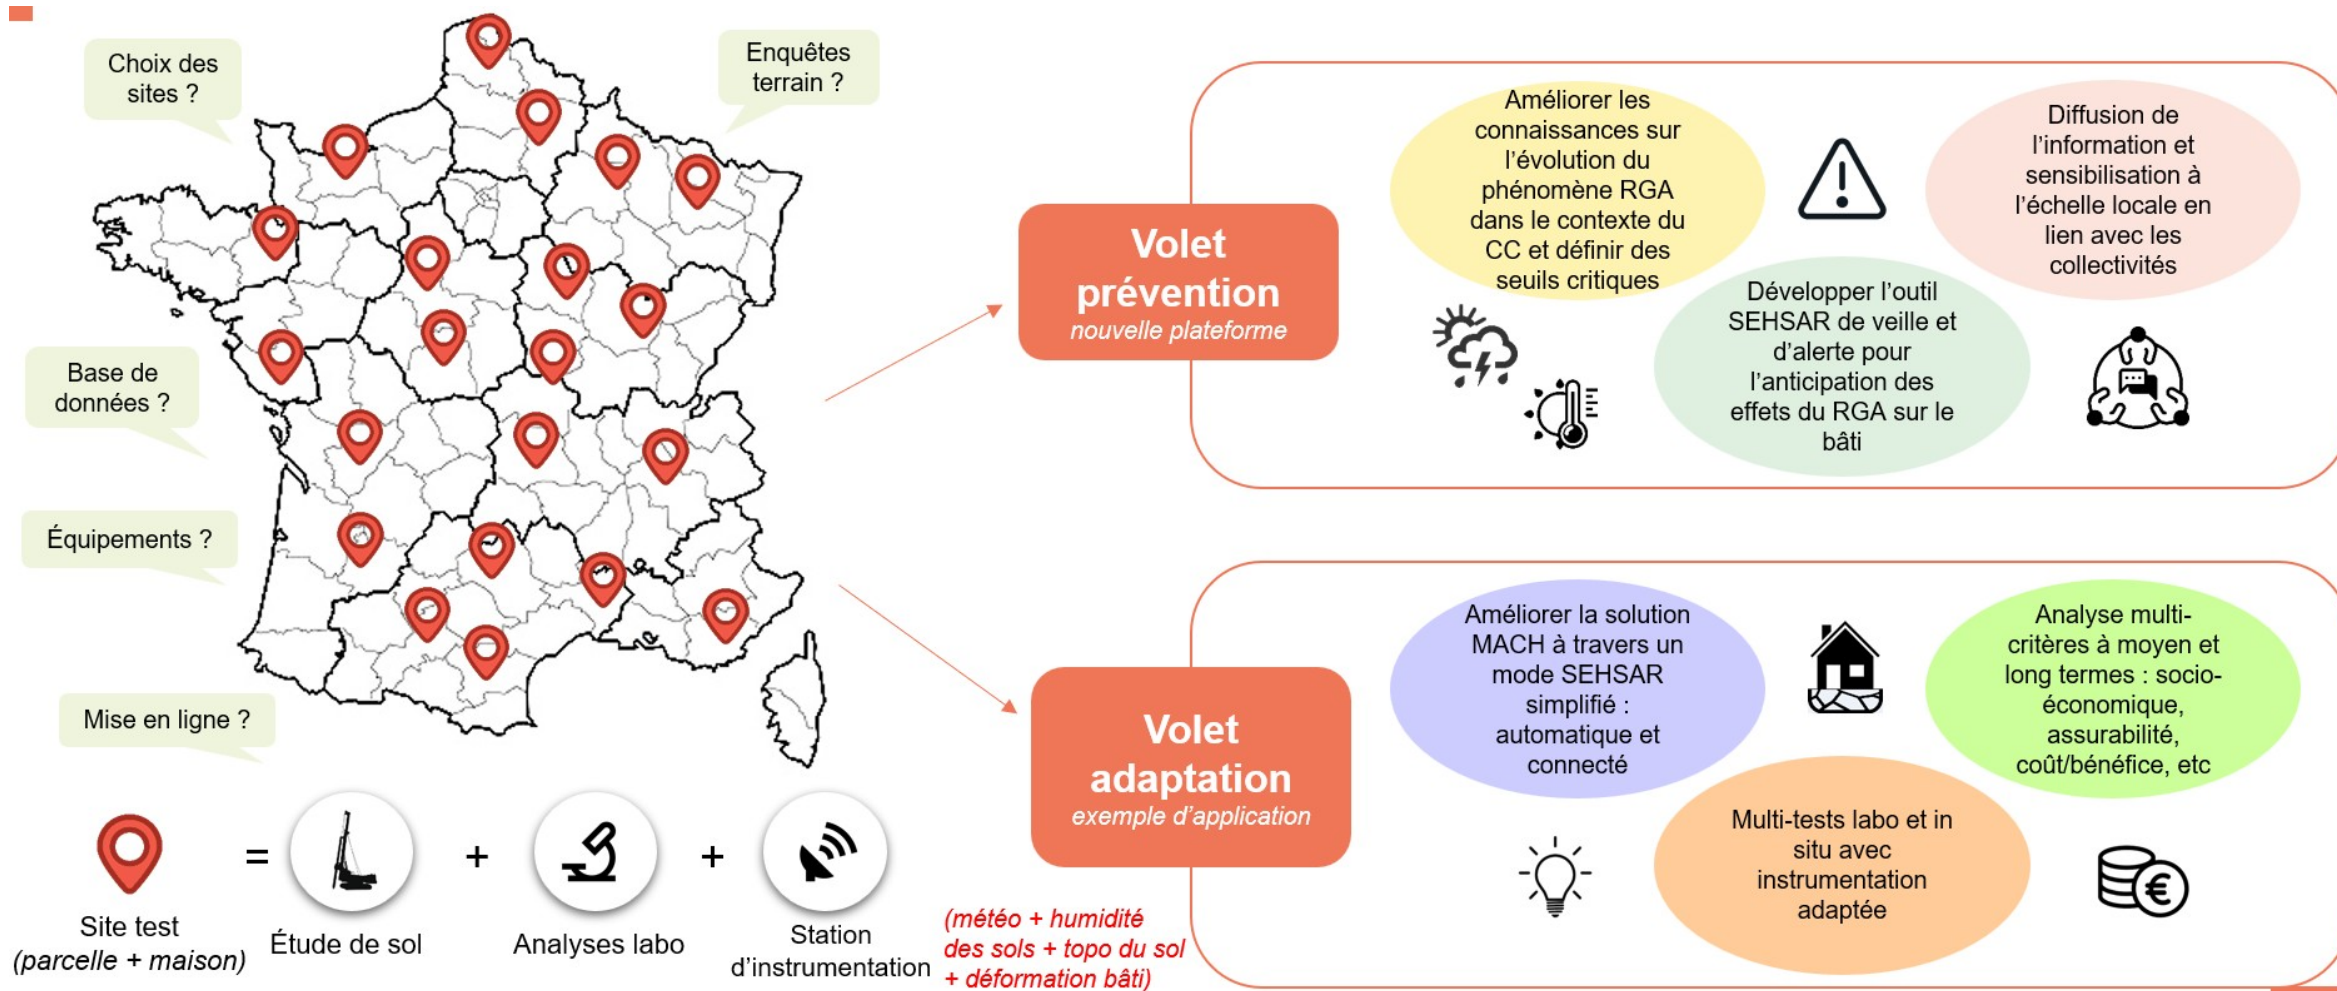 Choix des
sites ?
Enquêtes
terrain ?
Base de
données ?
Équipements ?
Mise en ligne ?
=
+
+
Site test
(parcelle + maison)
Étude de sol
Analyses labo
Station
d’instrumentation
(météo + humidité
des sols + topo du sol
+ déformation bâti)
Volet
prévention
nouvelle plateforme
Améliorer les
connaissances sur
l’évolution du
phénomène RGA
dans le contexte du
CC et définir des
seuils critiques
Développer l’outil
SEHSAR de veille et
d’alerte pour
l’anticipation des
effets du RGA sur le
bâti
Diffusion de
l’information et
sensibilisation à
l’échelle locale en
lien avec les
collectivités
Volet
adaptation
exemple d’application
Améliorer la solution
MACH à travers un
mode SEHSAR
simplifié :
automatique et
connecté
Multi-tests labo et in
situ avec
instrumentation
adaptée
Analyse multi-
critères à moyen et
long termes : socio-
économique,
assurabilité,
coût/bénéfice, etc
€